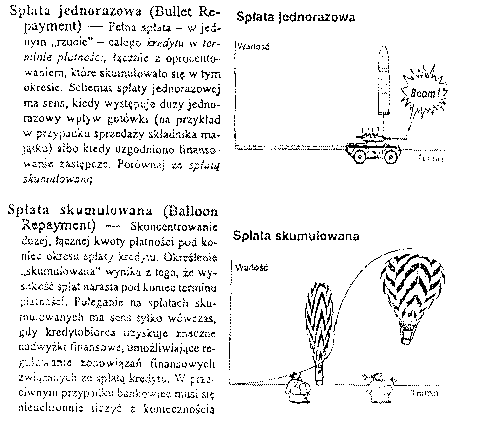 Spłata jednorazowa (Bullet Re-
payment) — Pełna spłata – w jed-
nym „rzucie” – całego kredytu w ter-
minie płatności, łącznie z oprocento-
waniem, które skumulowało się w tym
okresie. Schemat spłaty jednorazowej
ma sens, kiedy występuje duży jedno-
razowy wpływ gotówki (na przykład
w przypadku sprzedaży składnika ma-
jątku) albo kiedy uzgodniono finanso-
wanie zastępcze. Porównaj ze spłatą
skumulowaną
Spłata jednorazowa
Wartość
Boom!
Termin
Spłata skumulowana (Balloon
Repayment) — Skoncentrowanie
dużej, łącznej kwoty płatności pod ko-
niec okresu spłaty kredytu. Określenie
„skumulowana” wynika z tego, że wy-
sokość spłat narasta pod koniec terminu
płatności. Poleganie na spłatach sku-
mulowanych ma sens tylko wówczas,
gdy kredytobiorca uzyskuje znaczne
nadwyżki finansowe, umożliwiające re-
gulowanie zobowiązań finansowych
związanych ze spłatą kredytu. W prze-
ciwnym przypadku bankowiec musi się
nieuchronnie liczyć z koniecznością
Spłata skumulowana
Wartość
Termin